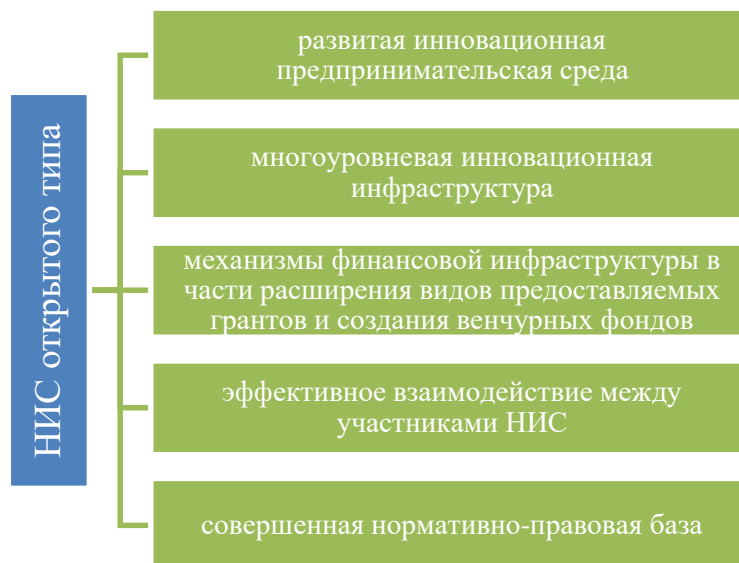 НИС открытого типа
развитая инновационная
предпринимательская среда
многоуровневая инновационная
инфраструктура
механизмы финансовой инфраструктуры в
части расширения видов предоставляемых
грантов и создания венчурных фондов
эффективное взаимодействие между
участниками НИС
совершенная нормативно-правовая база